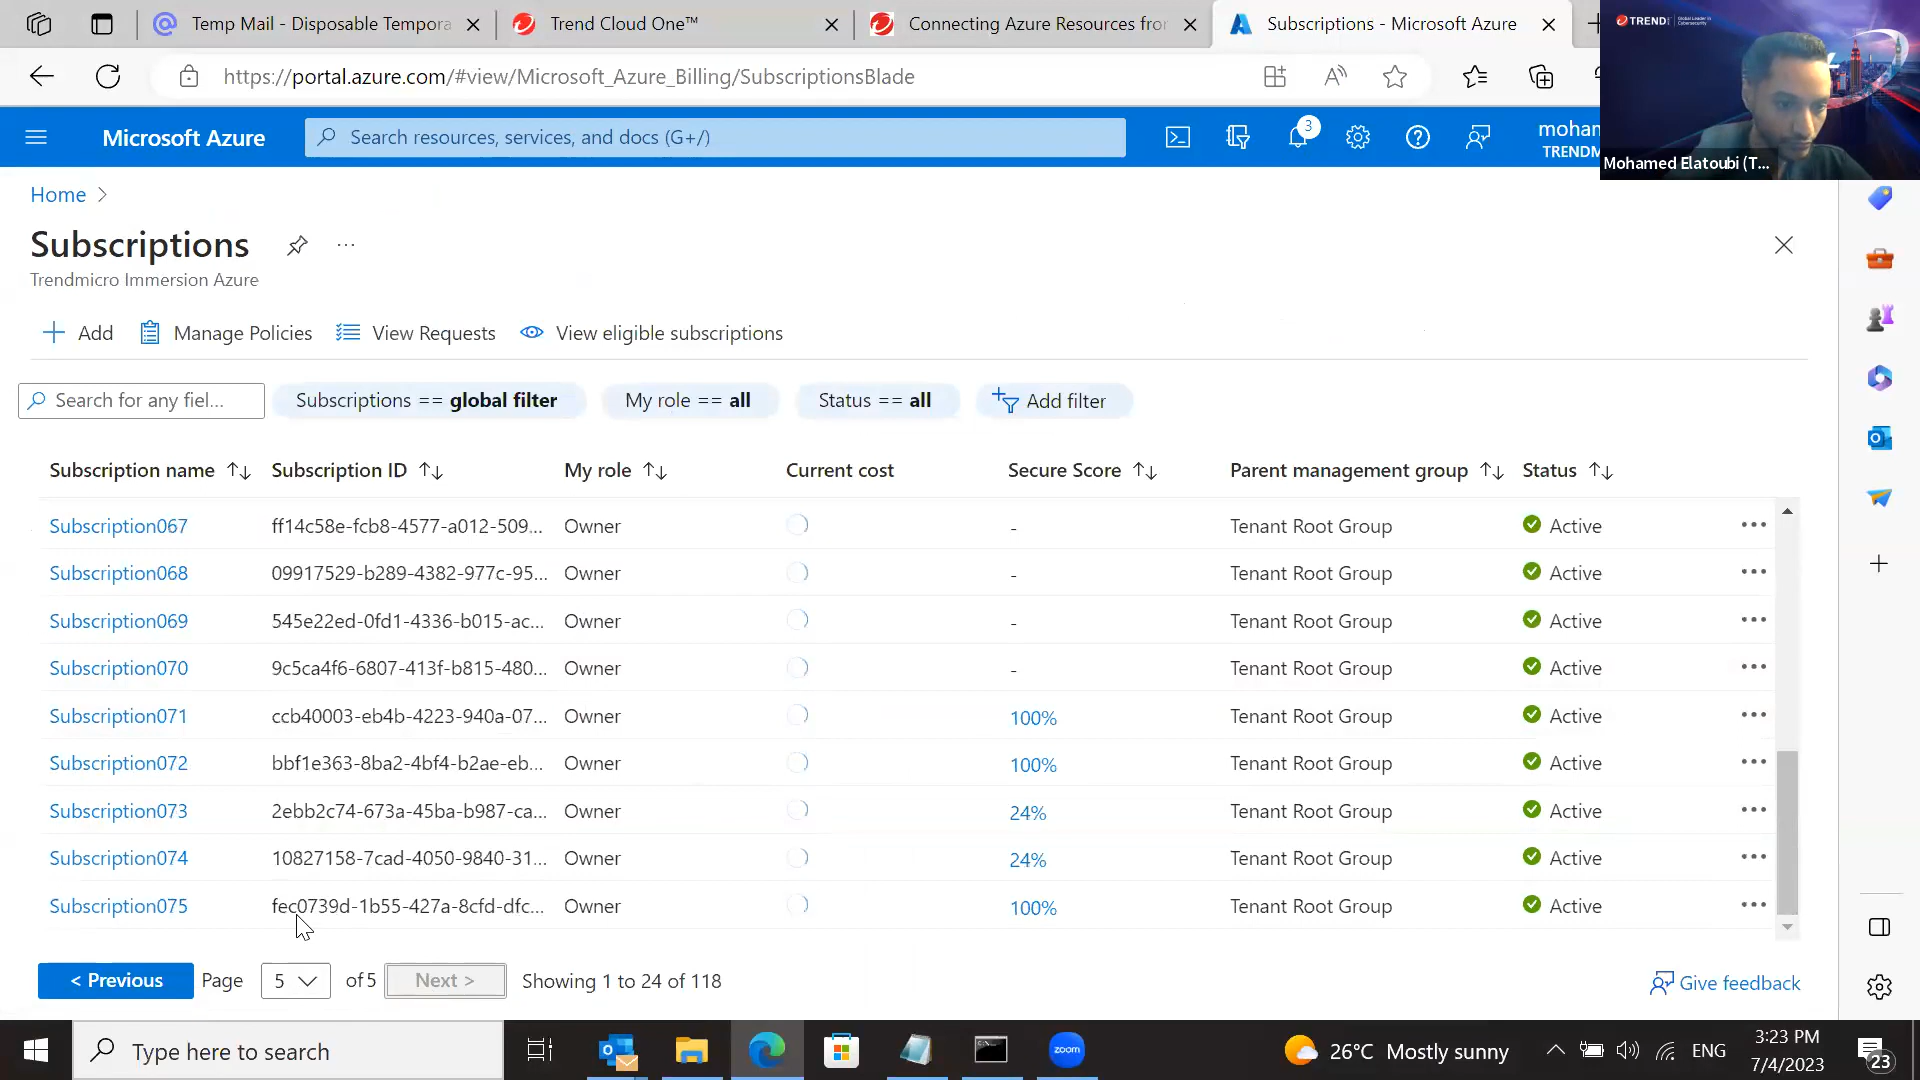 Temp Mail - Disposable Tempora
Trend Cloud One™
Connecting Azure Resources fror
Subscriptions - Microsoft Azure
TREND
Global Leader in
Cybersecurity
https://portal.azure.com/#view/Microsoft_Azure_Billing/SubscriptionsBlade
Microsoft Azure
Search resources, services, and docs (G+/)
3
moham
TRENDM
Mohamed Elatoubi (T...
Home
Subscriptions
Trendmicro Immersion Azure
Add
Manage Policies
View Requests
View eligible subscriptions
Search for any fiel...
Subscriptions == global filter
My role == all
Status == all
Add filter
Subscription name Subscription ID My role Current cost Secure Score Parent management group Status
Subscription067 ff14c58e-fcb8-4577-a012-509... Owner - Tenant Root Group Active
Subscription068 09917529-b289-4382-977c-95... Owner - Tenant Root Group Active
Subscription069 545e22ed-0fd1-4336-b015-ac... Owner - Tenant Root Group Active
Subscription070 9c5ca4f6-6807-413f-b815-480... Owner - Tenant Root Group Active
Subscription071 ccb40003-eb4b-4223-940a-07... Owner 100% Tenant Root Group Active
Subscription072 bbf1e363-8ba2-4bf4-b2ae-eb... Owner 100% Tenant Root Group Active
Subscription073 2ebb2c74-673a-45ba-b987-ca... Owner 24% Tenant Root Group Active
Subscription074 10827158-7cad-4050-9840-31... Owner 24% Tenant Root Group Active
Subscription075 fec0739d-1b55-427a-8cfd-dfc... Owner 100% Tenant Root Group Active
< Previous Page 5 of 5 Next > Showing 1 to 24 of 118
Give feedback
Type here to search
zoom
26°C Mostly sunny
ENG
3:23 PM
7/4/2023
23